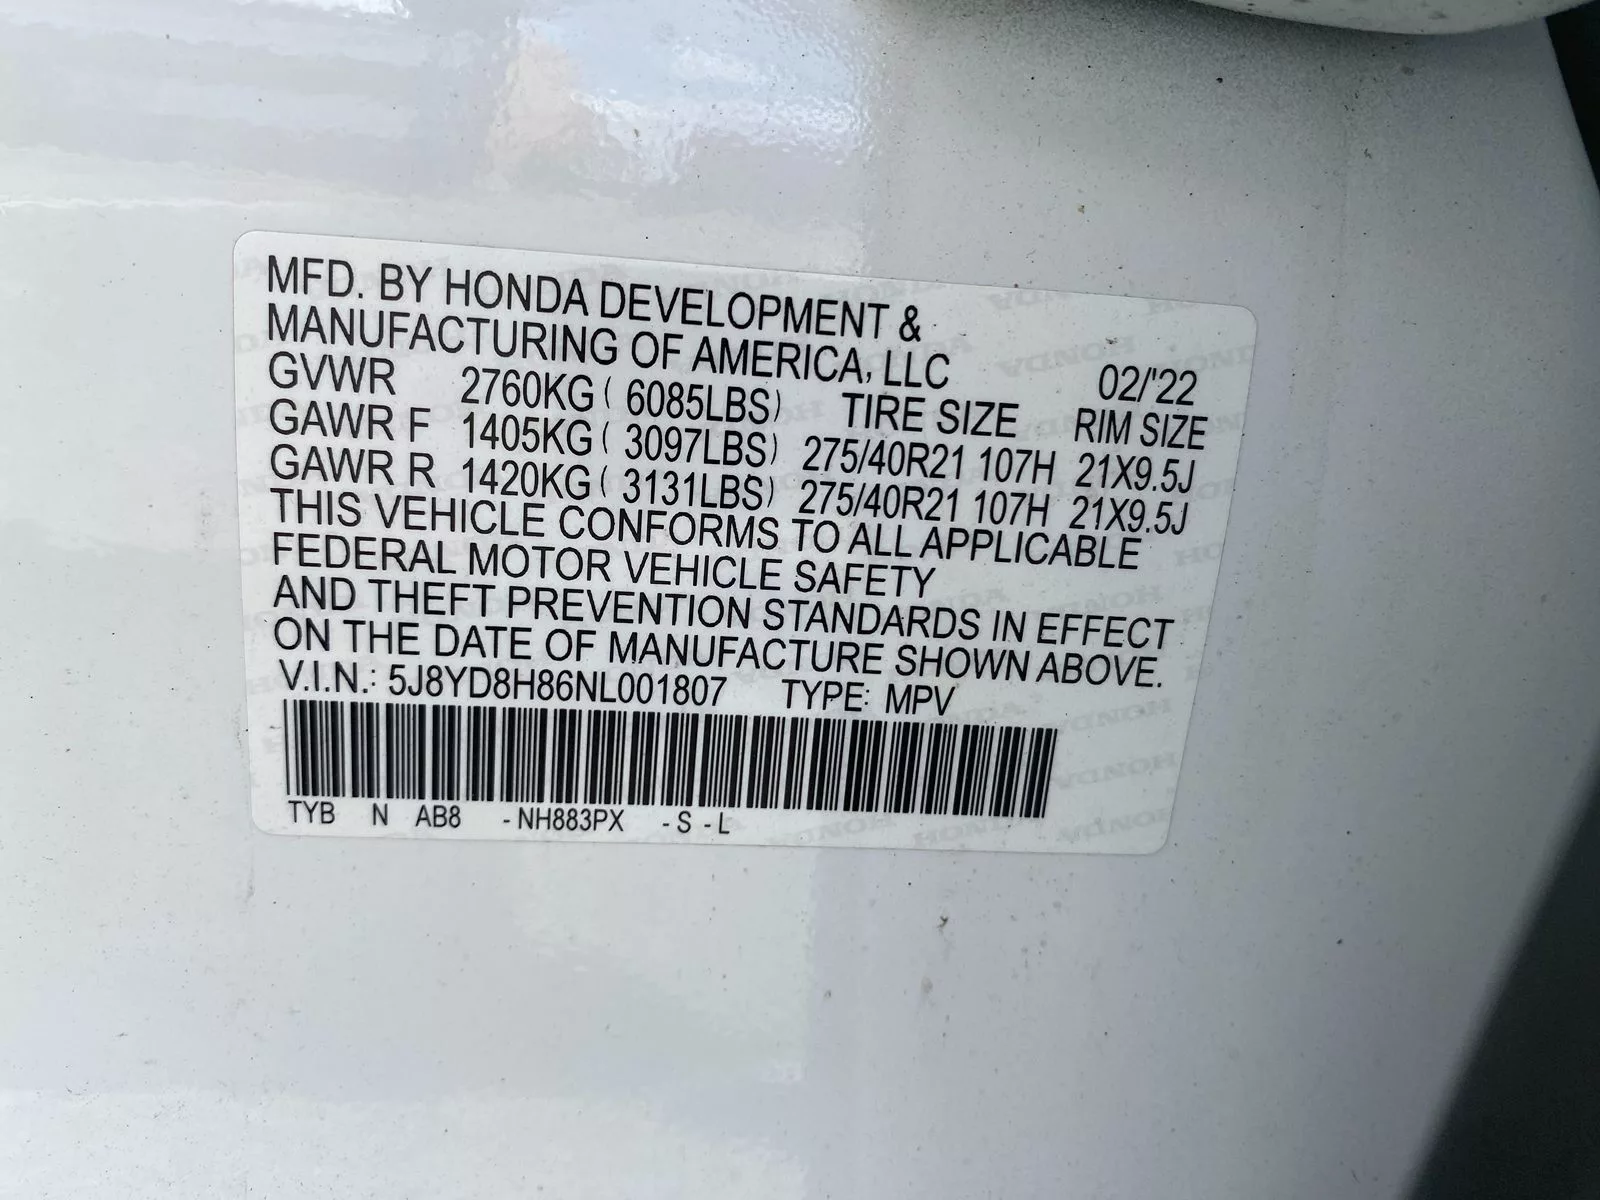 MFD. BY HONDA DEVELOPMENT &
MANUFACTURING OF AMERICA, LLC 02/'22
GVWR 2760KG ( 6085LBS) TIRE SIZE RIM SIZE
GAWR F 1405KG ( 3097LBS) 275/40R21 107H 21X9.5J
GAWR R 1420KG ( 3131LBS) 275/40R21 107H 21X9.5J
THIS VEHICLE CONFORMS TO ALL APPLICABLE
FEDERAL MOTOR VEHICLE SAFETY
AND THEFT PREVENTION STANDARDS IN EFFECT
ON THE DATE OF MANUFACTURE SHOWN ABOVE.
V.I.N.: 5J8YD8H86NL001807 TYPE: MPV
TYB N AB8 -NH883PX -S -L